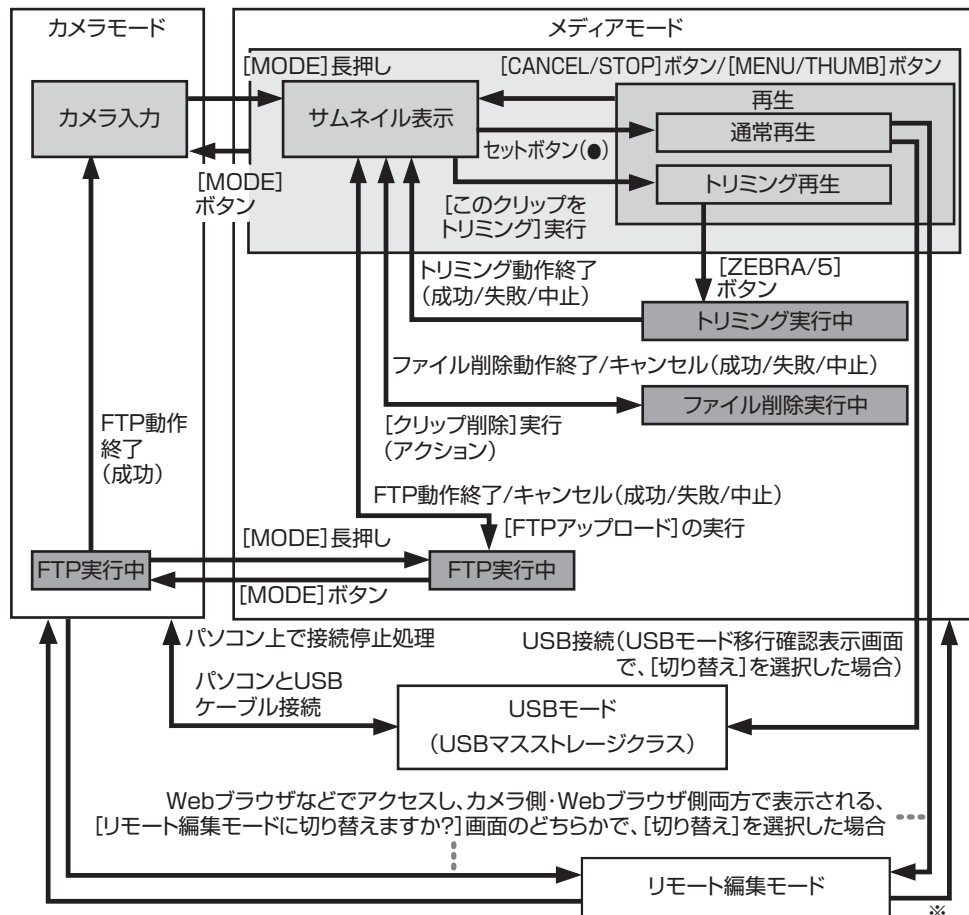 カメラモード
メディアモード
[MODE]長押し
[CANCEL/STOP]ボタン/[MENU/THUMB]ボタン
カメラ入力
サムネイル表示
再生
通常再生
セットボタン(●)
トリミング再生
[MODE]
ボタン
[このクリップを
トリミング]実行
トリミング動作終了
(成功/失敗/中止)
[ZEBRA/5]
ボタン
トリミング実行中
ファイル削除動作終了/キャンセル(成功/失敗/中止)
ファイル削除実行中
[クリップ削除]実行
(アクション)
FTP動作
終了
(成功)
FTP動作終了/キャンセル(成功/失敗/中止)
[FTPアップロード]の実行
[MODE]長押し
FTP実行中
FTP実行中
[MODE]ボタン
パソコン上で接続停止処理
USB接続(USBモード移行確認表示画面
で、[切り替え]を選択した場合)
パソコンとUSB
ケーブル接続
USBモード
(USBマスストレージクラス)
Webブラウザなどでアクセスし、カメラ側・Webブラウザ側両方で表示される、
[リモート編集モードに切り替えますか?]画面のどちらかで、[切り替え]を選択した場合
リモート編集モード
※